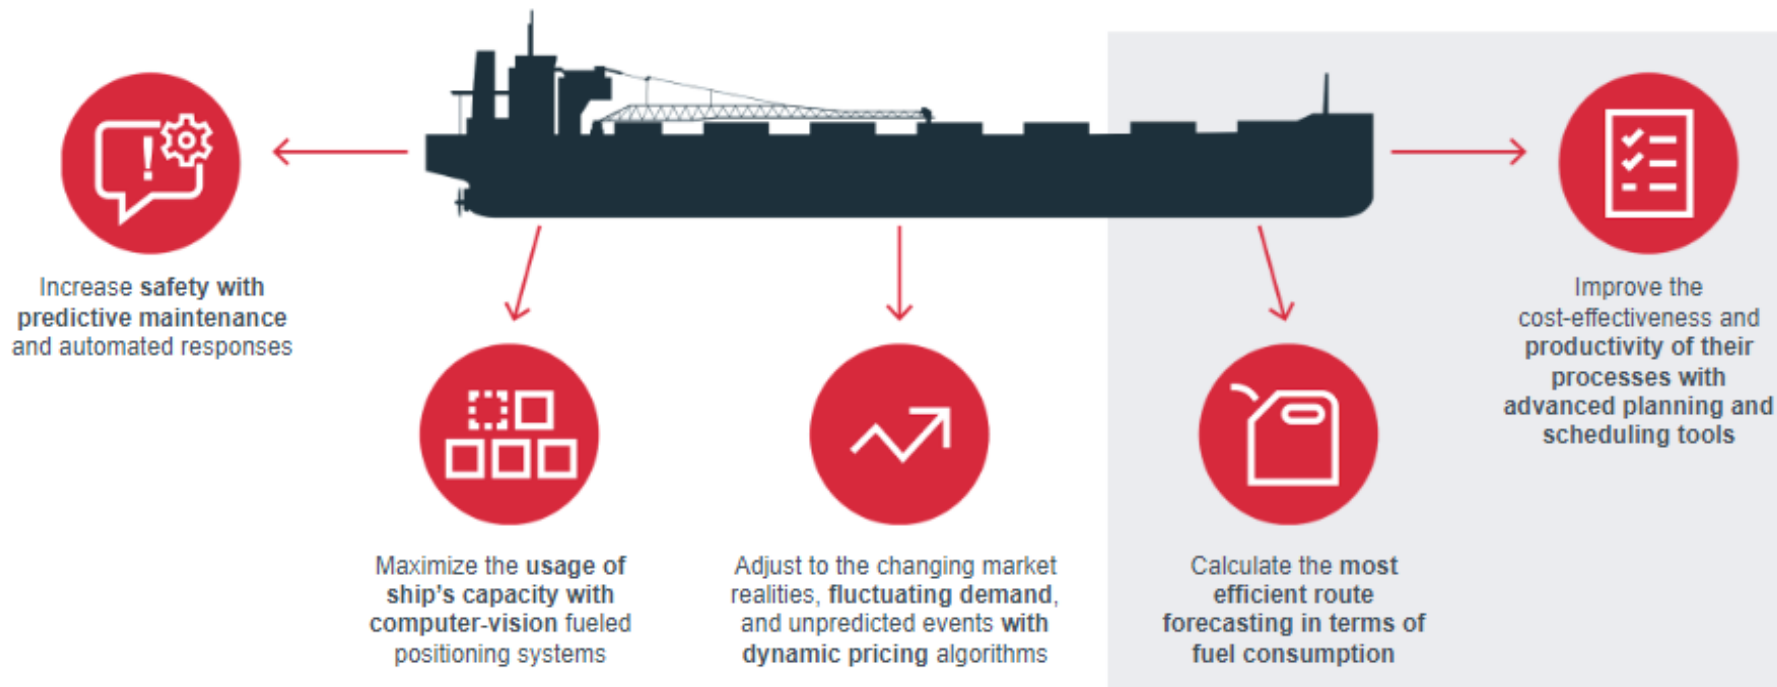 Increase safety with
predictive maintenance
and automated responses
Maximize the usage of
ship's capacity with
computer-vision fueled
positioning systems
Adjust to the changing market
realities, fluctuating demand,
and unpredicted events with
dynamic pricing algorithms
Calculate the most
efficient route
forecasting in terms of
fuel consumption
Improve the
cost-effectiveness and
productivity of their
processes with
advanced planning and
scheduling tools